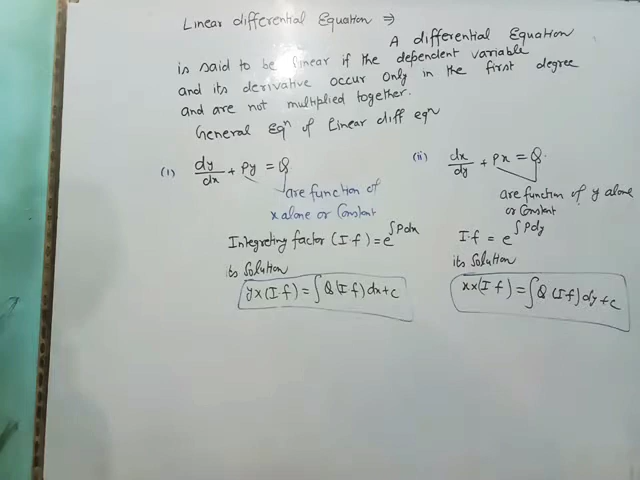 Linear differential Equation ⇒
A differential Equation
is said to be linear if the dependent variable
and its derivative occur only in the first degree
and are not multiplied together.
General Eqⁿ of Linear diff eqⁿ
(i) dy/dx + Py = Q
are function of
x alone or Constant
Integreting factor (I f) = e^∫Pdx
its Solution
y×(I f) = ∫Q (I f) dx + c
(ii) dx/dy + Px = Q.
are function of y alone
or Constant
I.f = e^∫Pdy
its Solution
x×(I f) = ∫Q (I f) dy + c